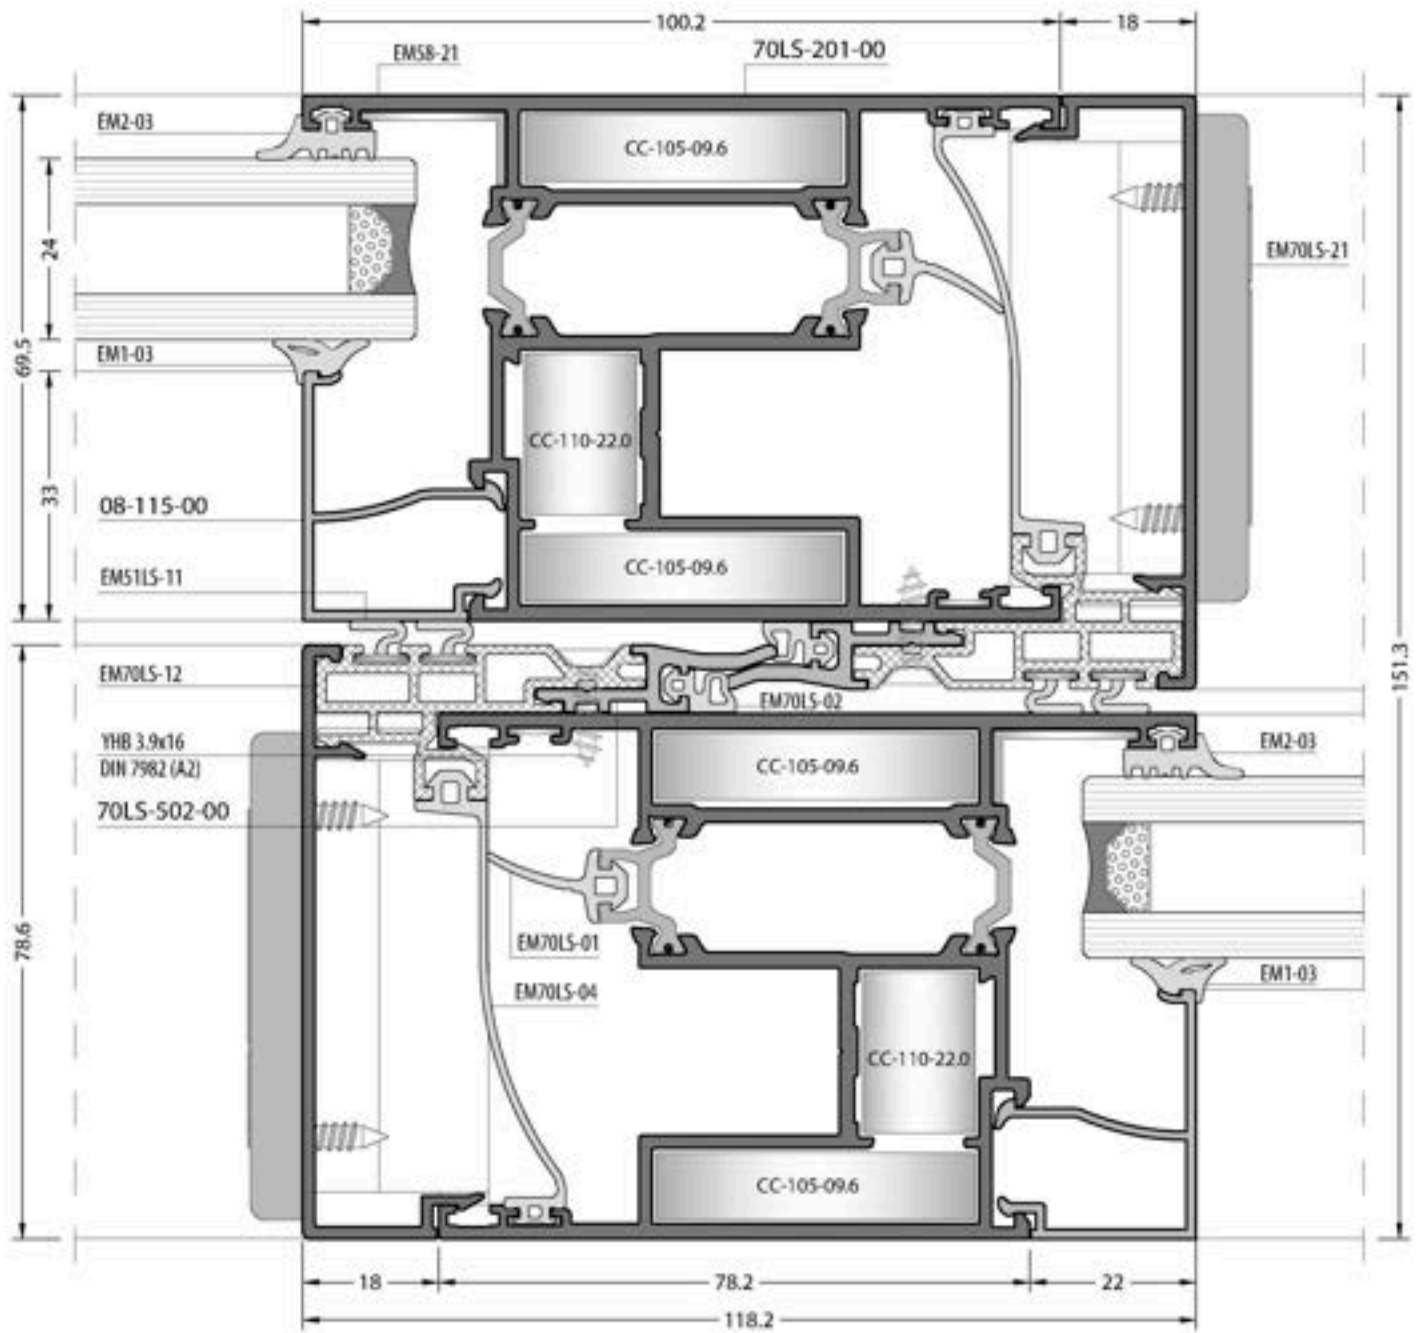 100.2
18
EM58-21
70LS-201-00
EM2-03
CC-105-09.6
EM70LS-21
24
69.5
EM1-03
CC-110-22.0
33
08-115-00
EM51LS-11
CC-105-09.6
EM70LS-12
EM70LS-02
151.3
YHB 3.9x16
DIN 7982 (A2)
EM2-03
CC-105-09.6
70LS-502-00
78.6
EM70LS-01
EM70LS-04
EM1-03
CC-110-22.0
CC-105-09.6
18
78.2
22
118.2